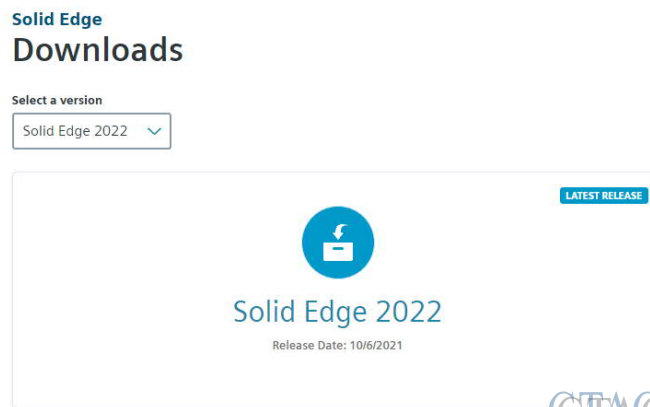 Solid Edge
Downloads
Select a version
Solid Edge 2022
LATEST RELEASE
Solid Edge 2022
Release Date: 10/6/2021